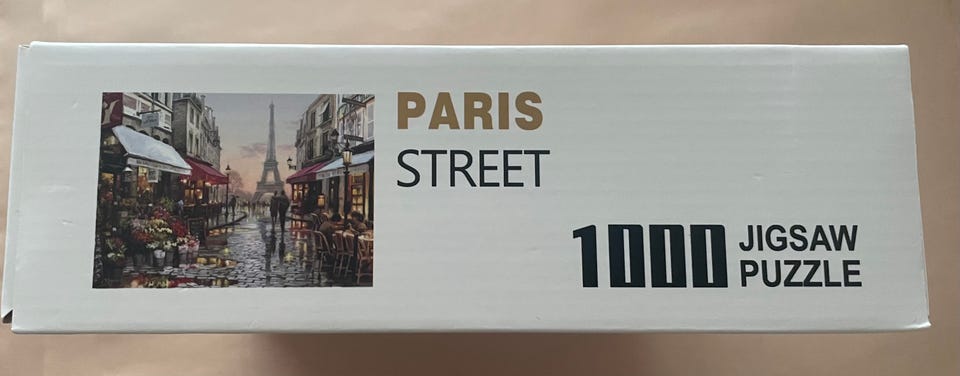 PARIS
STREET
1000 JIGSAW
PUZZLE